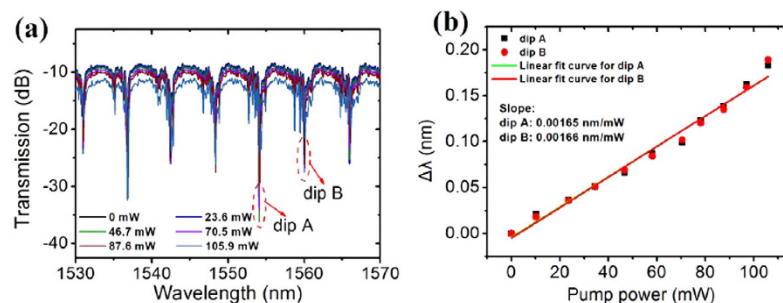 (a)
Transmission (dB)
0
-10
-20
-30
-40
dip B
dip A
0 mW 23.6 mW
46.7 mW 70.5 mW
87.6 mW 105.9 mW
1530 1540 1550 1560 1570
Wavelength (nm)
(b)
Δλ (nm)
0.20
0.15
0.10
0.05
0.00
dip A
dip B
Linear fit curve for dip A
Linear fit curve for dip B
Slope:
dip A: 0.00165 nm/mW
dip B: 0.00166 nm/mW
0 20 40 60 80 100
Pump power (mW)